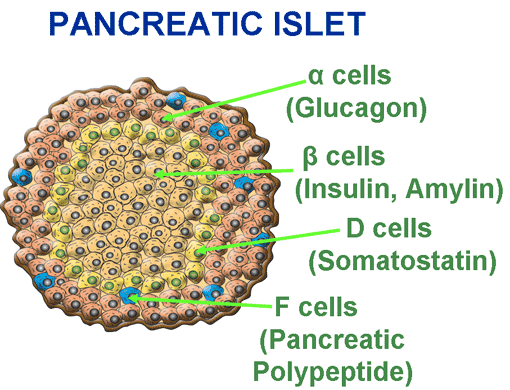 PANCREATIC ISLET
α cells
(Glucagon)
β cells
(Insulin, Amylin)
D cells
(Somatostatin)
F cells
(Pancreatic
Polypeptide)